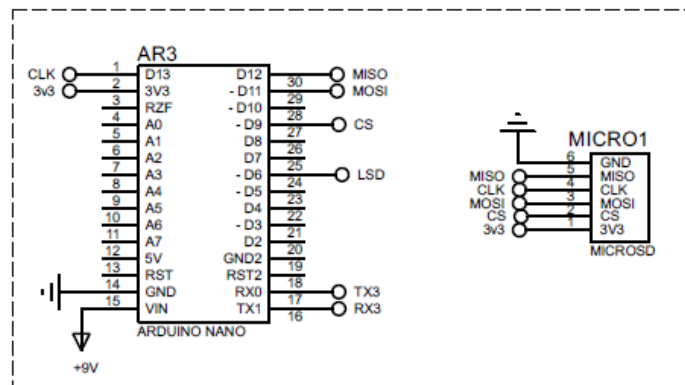 AR3
CLK 1 D13 D12 30 MISO
3v3 2 3V3 - D11 29 MOSI
3 RZF - D10 28
4 A0 - D9 27 CS
5 A1 D8 26
6 A2 D7 25
7 A3 - D6 24 LSD
8 A4 - D5 23
9 A5 D4 22
10 A6 - D3 21
11 A7 D2 20
12 5V GND2 19
13 RST RST2 18
14 GND RX0 17 TX3
15 VIN TX1 16 RX3
ARDUINO NANO
+9V
MICRO1
6 GND
MISO 5 MISO
CLK 4 CLK
MOSI 3 MOSI
CS 2 CS
3v3 1 3V3
MICROSD